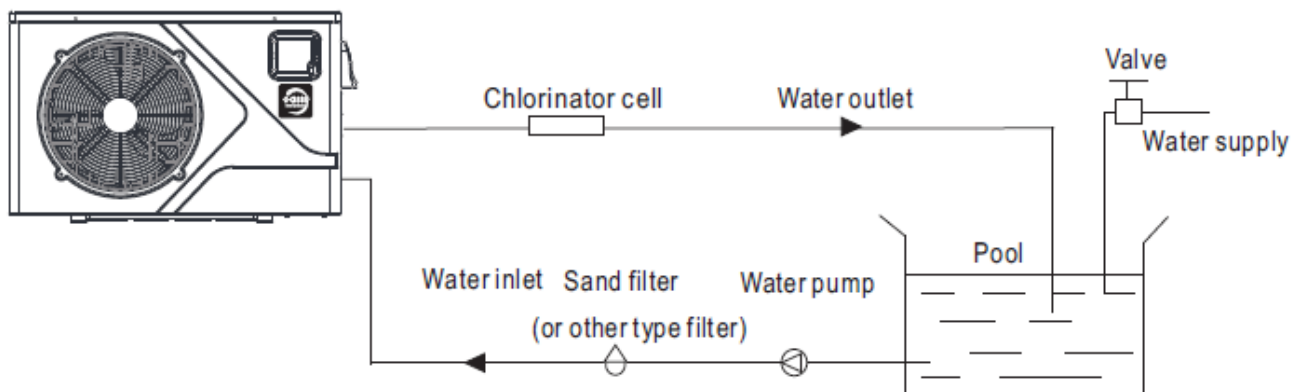 Valve
Chlorinator cell
Water outlet
Water supply
Pool
Water inlet
Sand filter
(or other type filter)
Water pump